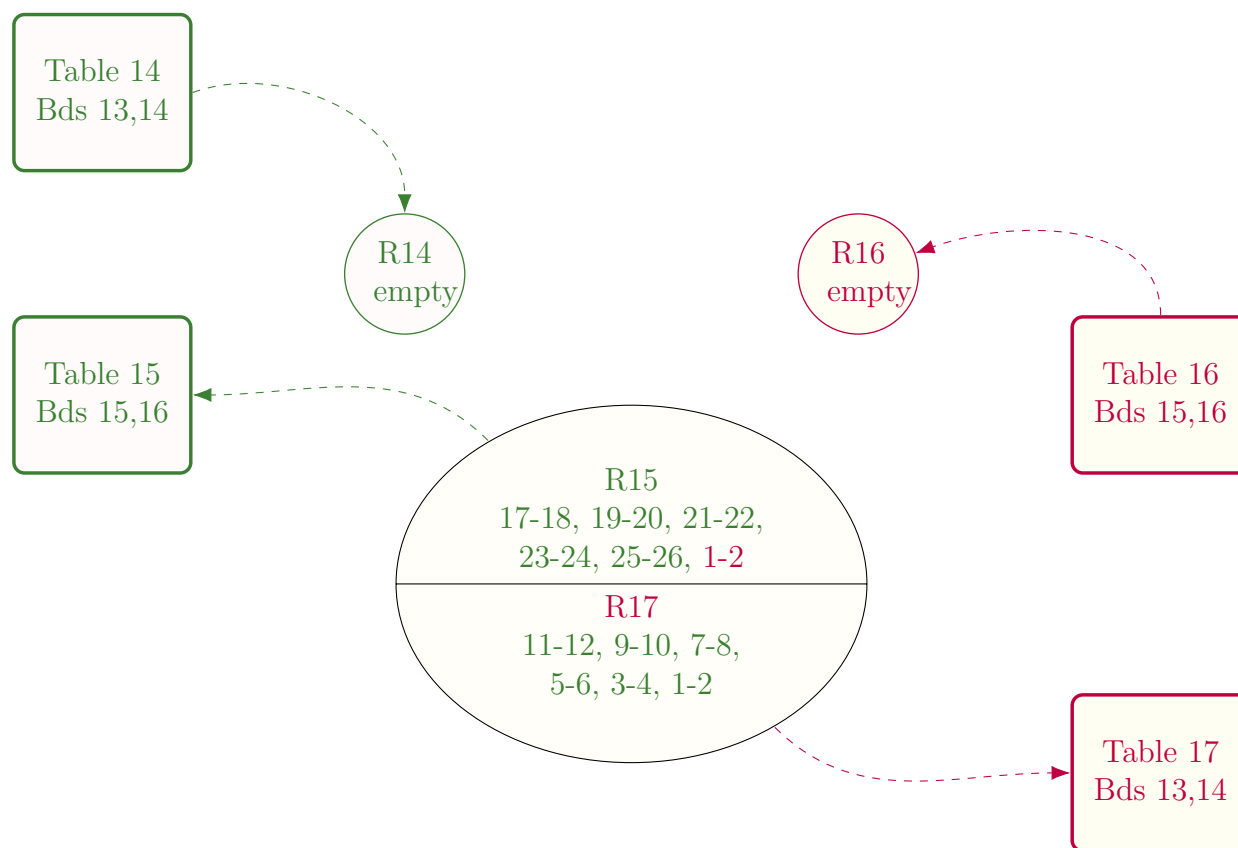 Table 14
Bds 13,14
R14
empty
R16
empty
Table 15
Bds 15,16
Table 16
Bds 15,16
R15
17-18, 19-20, 21-22,
23-24, 25-26, 1-2
R17
11-12, 9-10, 7-8,
5-6, 3-4, 1-2
Table 17
Bds 13,14